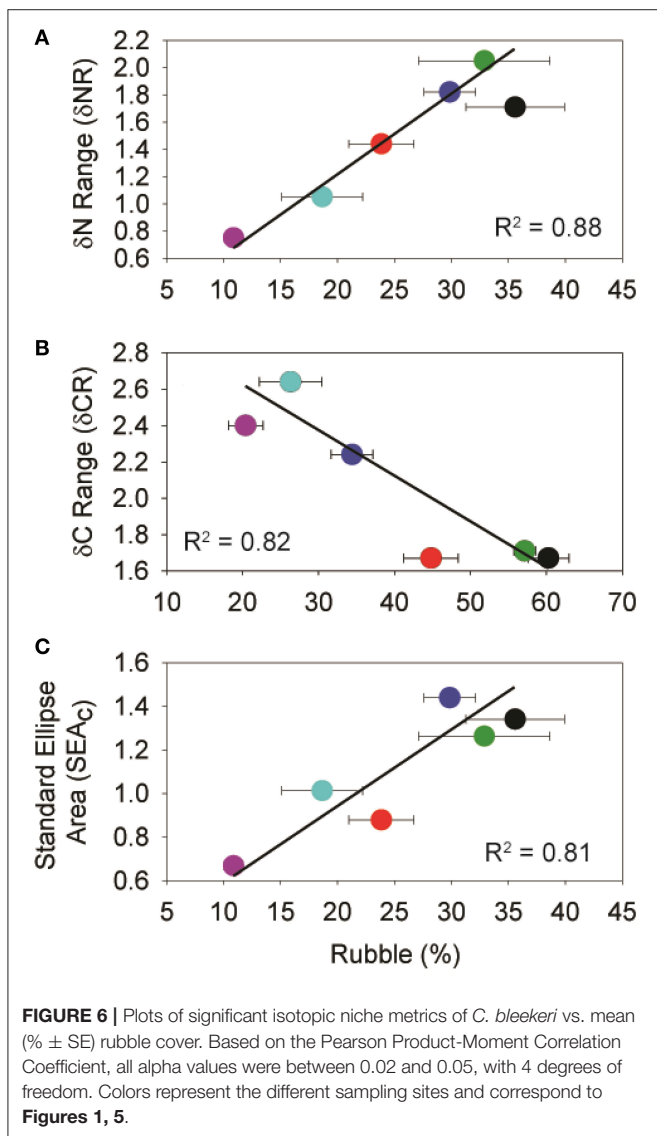 A
δN Range (δNR)
2.2
2.0
1.8
1.6
1.4
1.2
1.0
0.8
0.6
R² = 0.88
5 10 15 20 25 30 35 40 45
B
δC Range (δCR)
2.8
2.6
2.4
2.2
2.0
1.8
1.6
R² = 0.82
10 20 30 40 50 60 70
C
Standard Ellipse
Area (SEAC)
1.6
1.4
1.2
1.0
0.8
0.6
R² = 0.81
5 10 15 20 25 30 35 40 45
Rubble (%)
FIGURE 6 | Plots of significant isotopic niche metrics of C. bleekeri vs. mean
(% ± SE) rubble cover. Based on the Pearson Product-Moment Correlation
Coefficient, all alpha values were between 0.02 and 0.05, with 4 degrees of
freedom. Colors represent the different sampling sites and correspond to
Figures 1, 5.